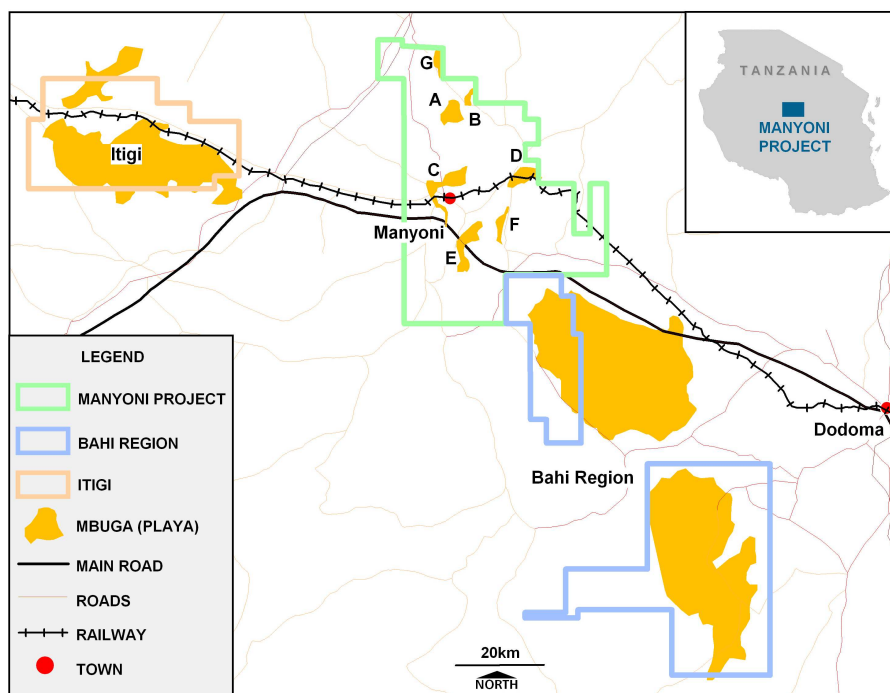 TANZANIA
MANYONI
PROJECT
G
A
B
Itigi
C
D
Manyoni
F
E
LEGEND
MANYONI PROJECT
BAHI REGION
ITIGI
MBUGA (PLAYA)
MAIN ROAD
ROADS
RAILWAY
TOWN
Dodoma
Bahi Region
20km
NORTH